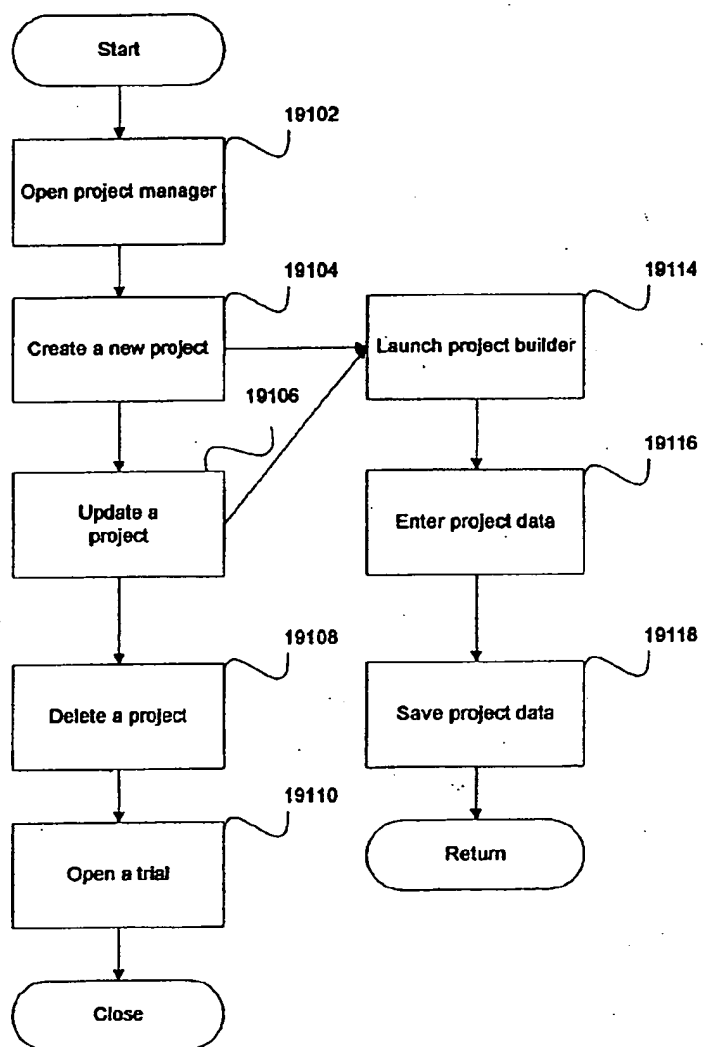 Start
19102
Open project manager
19104
Create a new project
19114
Launch project builder
19106
Update a
project
19116
Enter project data
19108
Delete a project
19118
Save project data
19110
Open a trial
Return
Close